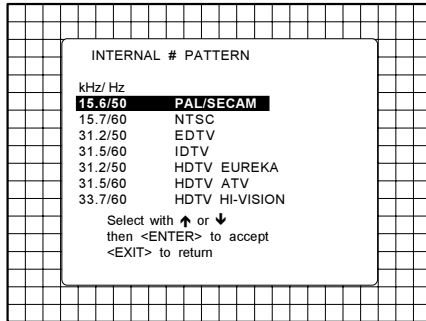 INTERNAL # PATTERN
kHz/ Hz
15.6/50 PAL/SECAM
15.7/60 NTSC
31.2/50 EDTV
31.5/60 IDTV
31.2/50 HDTV EUREKA
31.5/60 HDTV ATV
33.7/60 HDTV HI-VISION
Select with ↑ or ↓
then <ENTER> to accept
<EXIT> to return